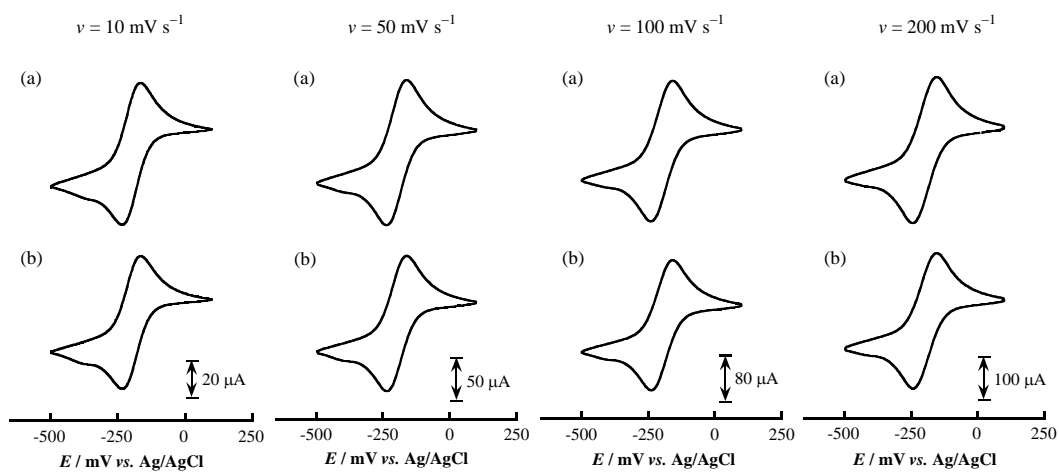 v = 10 mV s⁻¹ v = 50 mV s⁻¹ v = 100 mV s⁻¹ v = 200 mV s⁻¹
(a) (a) (a) (a)
(b) (b) (b) (b)
20 μA 50 μA 80 μA 100 μA
-500 -250 0 250 -500 -250 0 250 -500 -250 0 250 -500 -250 0 250
E / mV vs. Ag/AgCl E / mV vs. Ag/AgCl E / mV vs. Ag/AgCl E / mV vs. Ag/AgCl